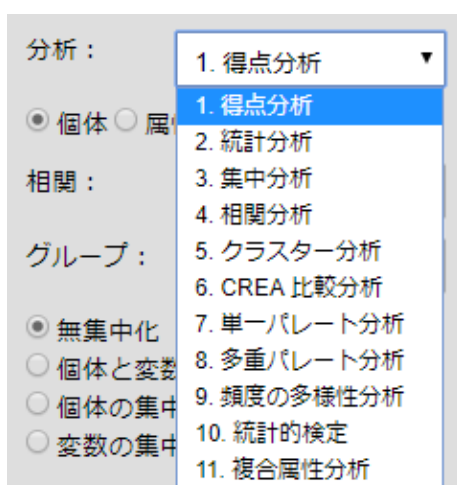 分析：
1. 得点分析
1. 得点分析
個体 属
2. 統計分析
相関：
3. 集中分析
4. 相関分析
グループ：
5. クラスター分析
6. CREA 比較分析
無集中化
7. 単一パレート分析
個体と変数
8. 多重パレート分析
個体の集中
9. 頻度の多様性分析
変数の集中
10. 統計的検定
11. 複合属性分析